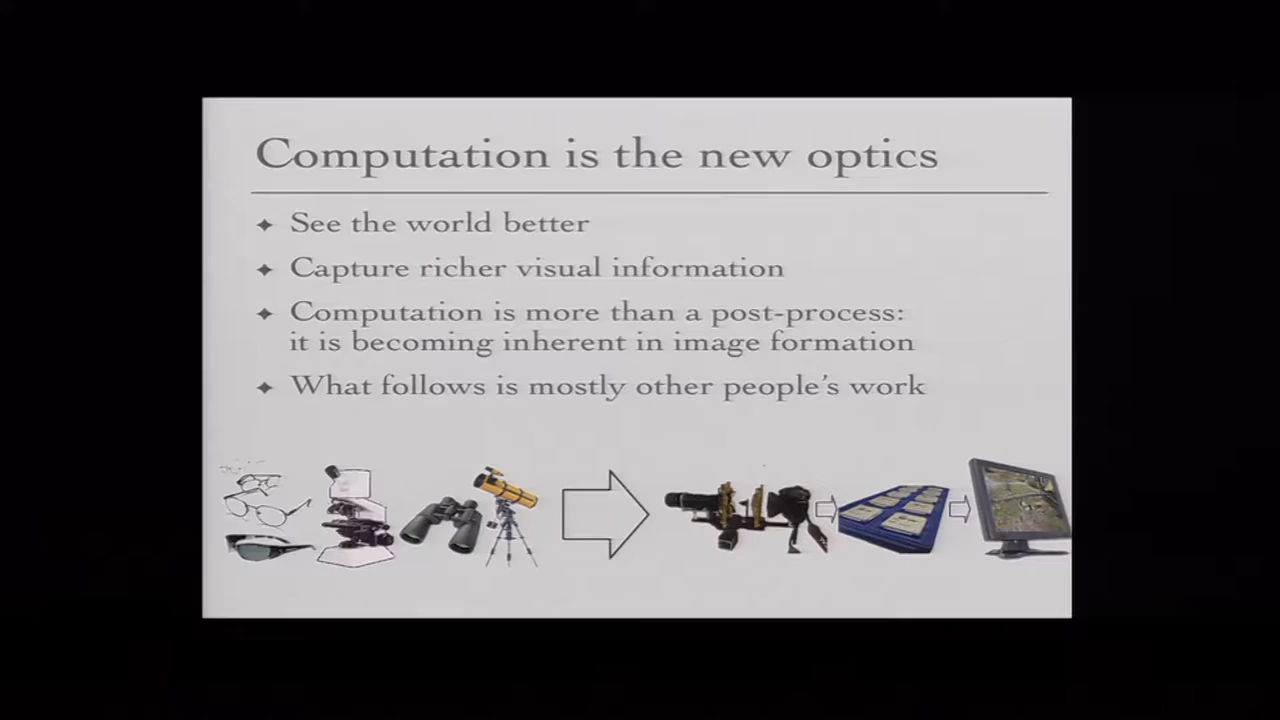 Computation is the new optics
See the world better
Capture richer visual information
Computation is more than a post-process:
it is becoming inherent in image formation
What follows is mostly other people's work